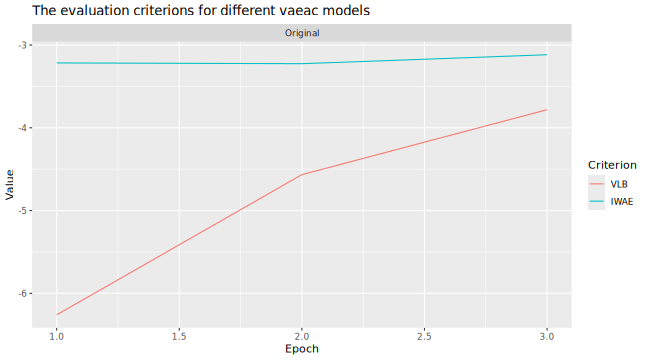 The evaluation criterions for different vaeac models
Original
-3
-4
-5
-6
Value
1.0
1.5
2.0
2.5
3.0
Epoch
Criterion
VLB
IWAE